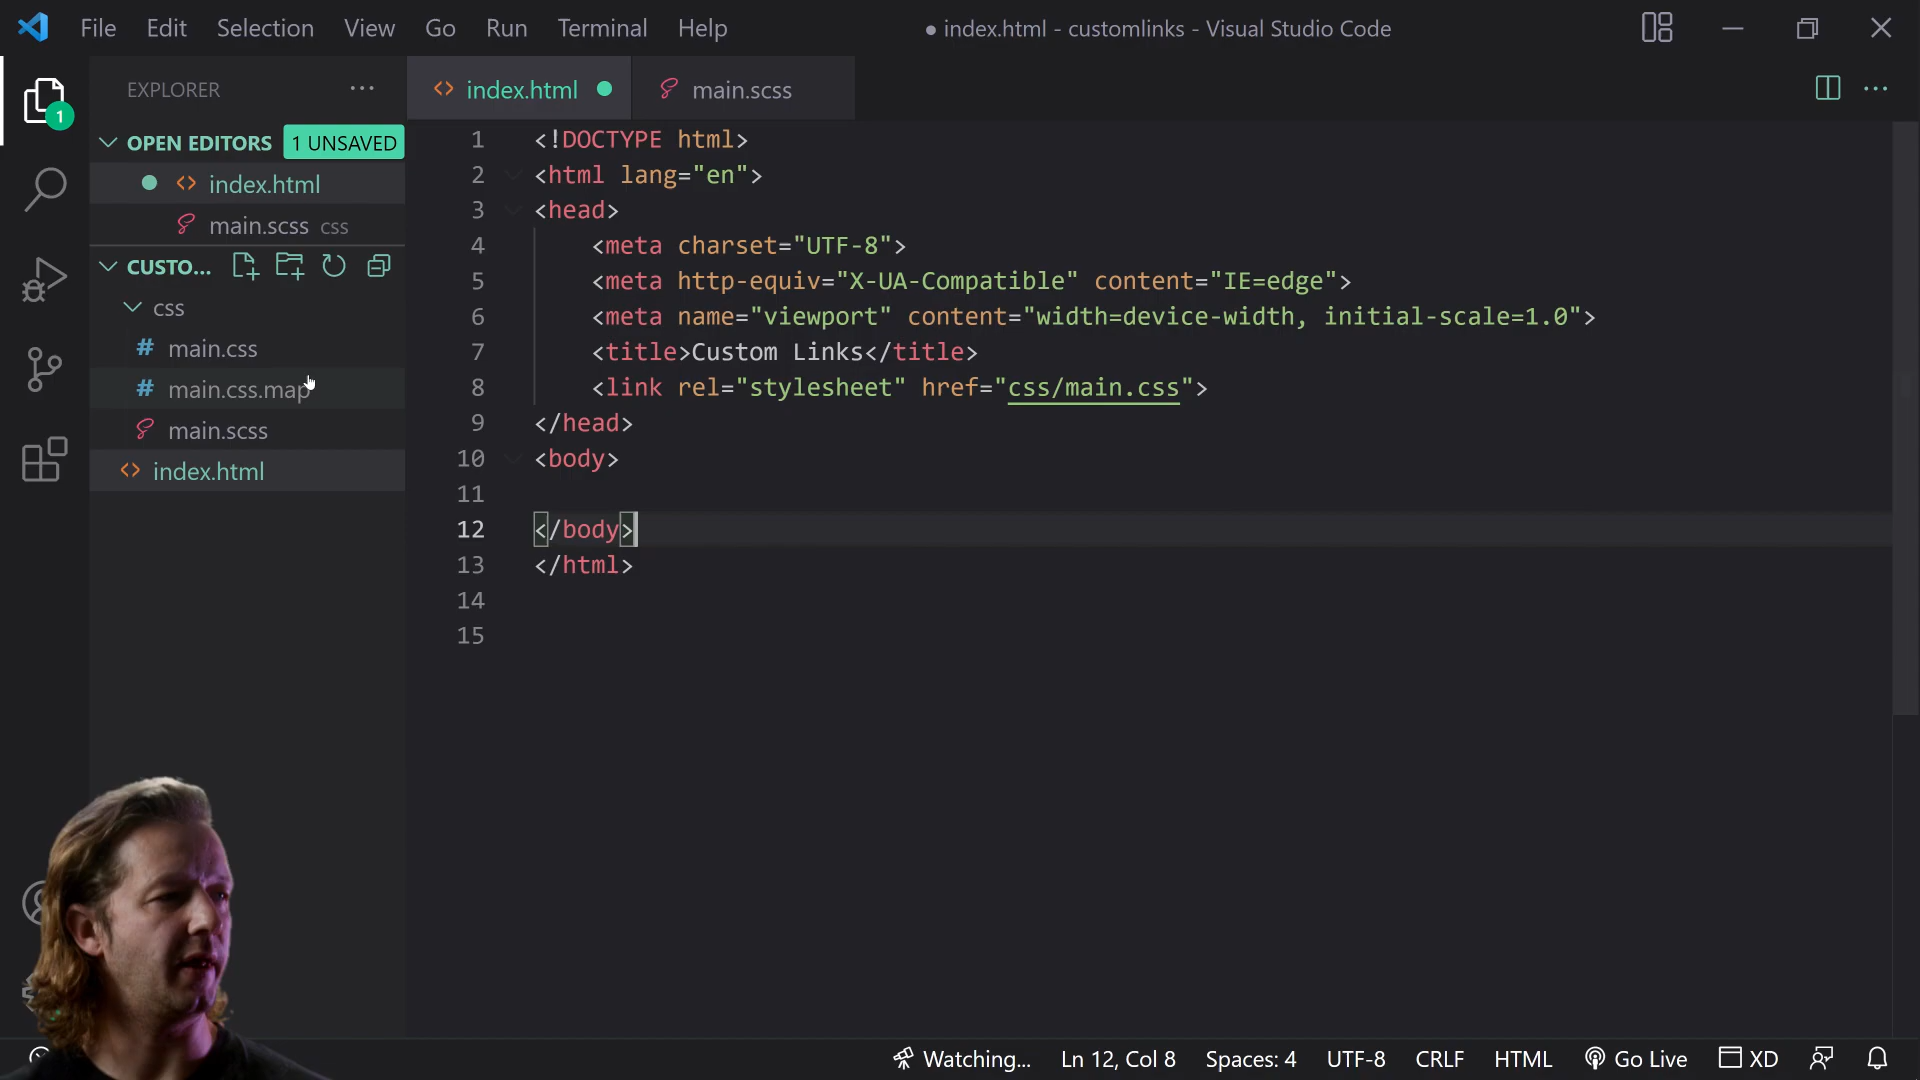 File Edit Selection View Go Run Terminal Help ● index.html - customlinks - Visual Studio Code
EXPLORER ···
index.html ●
main.scss
OPEN EDITORS 1 UNSAVED
index.html
main.scss css
CUSTO...
css
main.css
main.css.map
main.scss
index.html
1
1 <!DOCTYPE html>
2 <html lang="en">
3 <head>
4 <meta charset="UTF-8">
5 <meta http-equiv="X-UA-Compatible" content="IE=edge">
6 <meta name="viewport" content="width=device-width, initial-scale=1.0">
7 <title>Custom Links</title>
8 <link rel="stylesheet" href="css/main.css">
9 </head>
10 <body>
11
12 </body>
13 </html>
14
15
Watching... Ln 12, Col 8 Spaces: 4 UTF-8 CRLF HTML Go Live XD